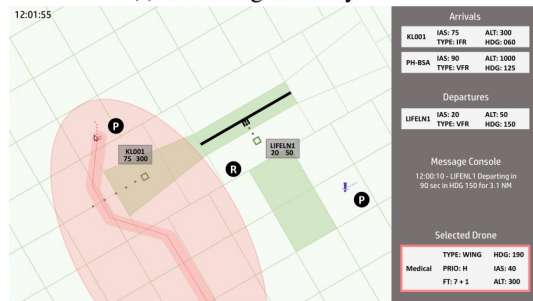 12:01:55
P
KL001
75 300
LIFELN1
20 50
R
P
Arrivals
KL001 IAS: 75 ALT: 300
TYPE: IFR HDG: 060
PH-BSA IAS: 90 ALT: 1000
TYPE: VFR HDG: 125
Departures
LIFELN1 IAS: 20 ALT: 50
TYPE: VFR HDG: 150
Message Console
12:00:10 - LIFENL1 Departing in
90 sec in HDG 150 for 3.1 NM
Selected Drone
TYPE: WING HDG: 190
Medical PRIO: H IAS: 40
FT: 7 + 1 ALT: 300